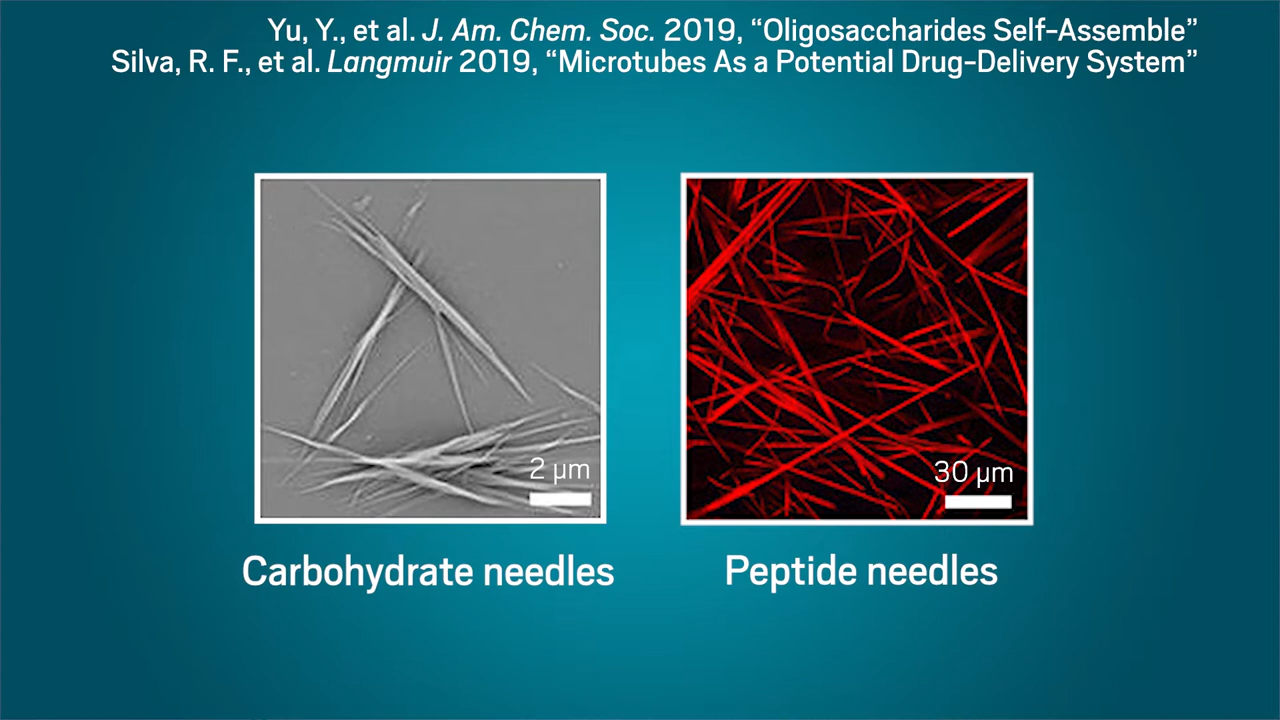 Yu, Y., et al. J. Am. Chem. Soc. 2019, “Oligosaccharides Self-Assemble”
Silva, R. F., et al. Langmuir 2019, “Microtubes As a Potential Drug-Delivery System”
2 μm
30 μm
Carbohydrate needles
Peptide needles